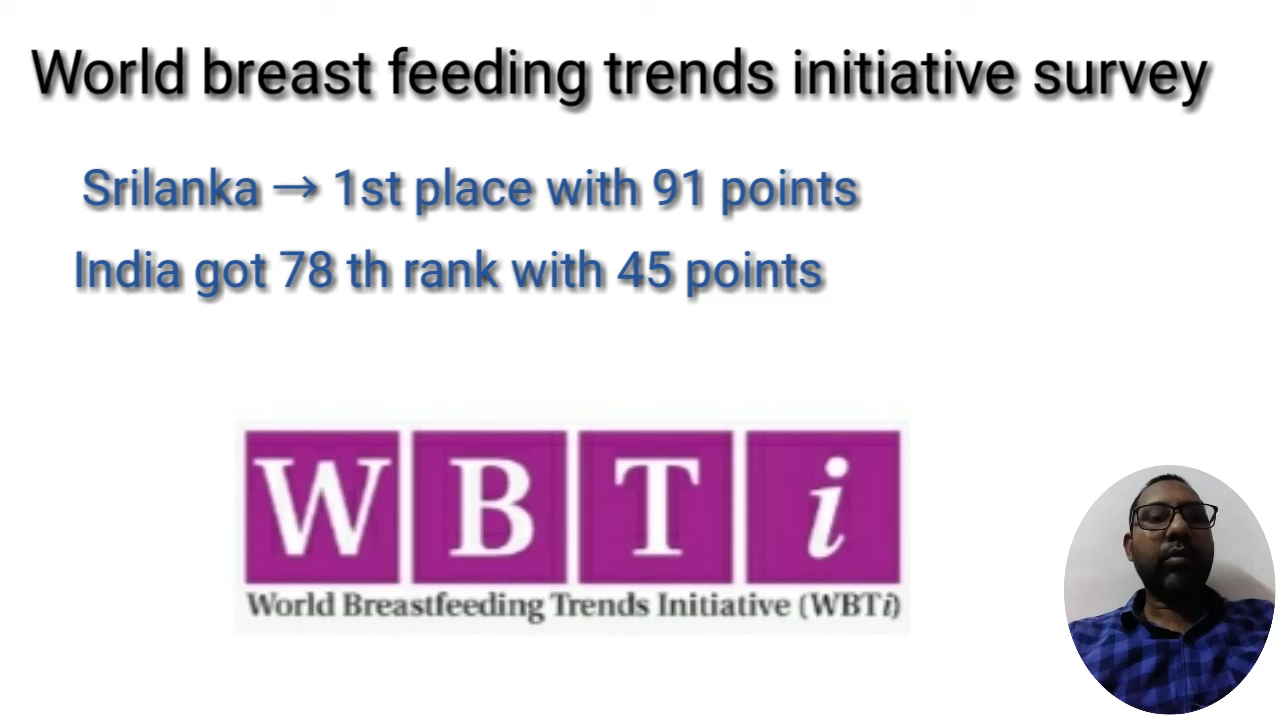 World breast feeding trends initiative survey
Srilanka → 1st place with 91 points
India got 78 th rank with 45 points
W B T i
World Breastfeeding Trends Initiative (WBTi)